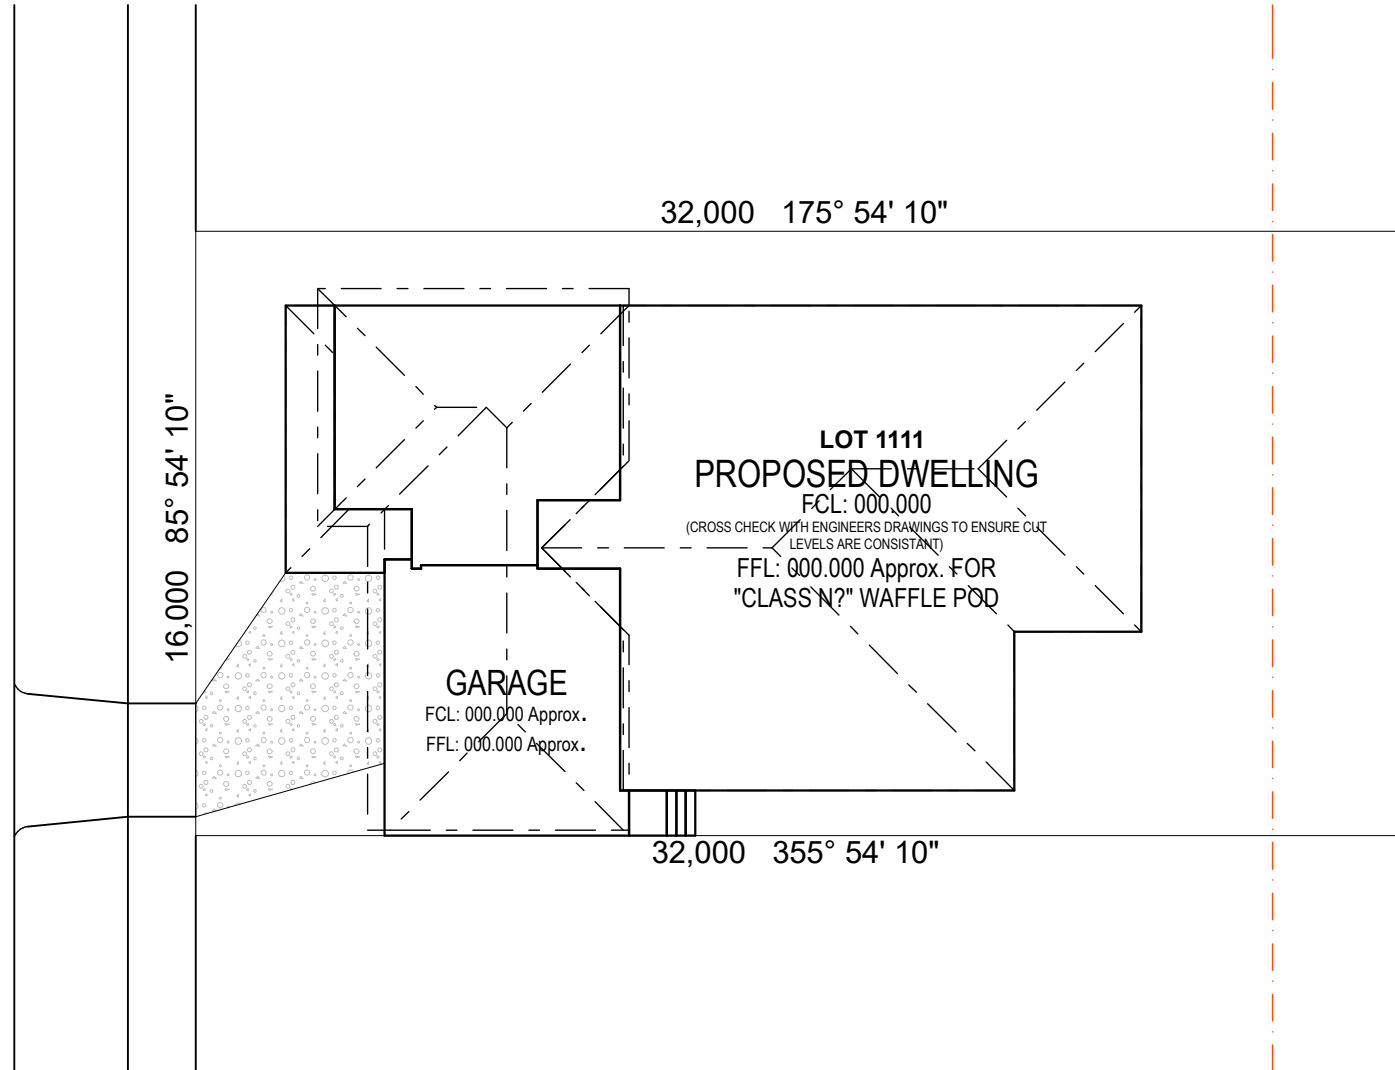 32,000 175° 54' 10"
16,000 85° 54' 10"
LOT 1111
PROPOSED DWELLING
FCL: 000.000
(CROSS CHECK WITH ENGINEERS DRAWINGS TO ENSURE CUT
LEVELS ARE CONSISTANT)
FFL: 000.000 Approx. FOR
"CLASS N?" WAFFLE POD
GARAGE
FCL: 000.000 Approx.
FFL: 000.000 Approx.
32,000 355° 54' 10"